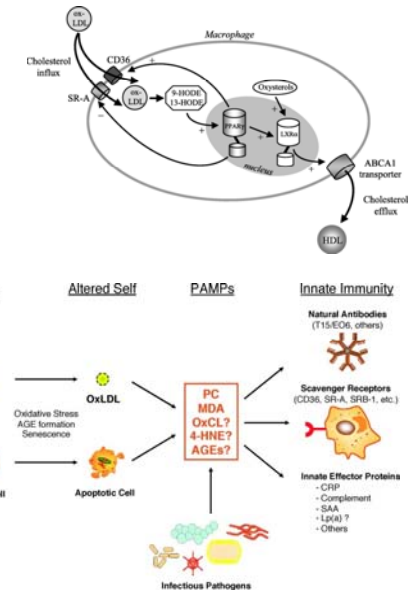 ox-
LDL
Macrophage
Cholesterol
influx
CD36
+
SR-A
ox-
LDL
9-HODE
13-HODE
Oxysterols
+
−
+
PPARγ
+
LXRα
+
nucleus
ABCA1
transporter
Cholesterol
efflux
HDL
Altered Self
PAMPs
Innate Immunity
Natural Antibodies
(T15/EO6, others)
OxLDL
Oxidative Stress
AGE formation
Senescence
PC
MDA
OxCL?
4-HNE?
AGEs?
Scavenger Receptors
(CD36, SR-A, SRB-1, etc.)
Apoptotic Cell
Innate Effector Proteins
- CRP
- Complement
- SAA
- Lp(a) ?
- Others
Infectious Pathogens